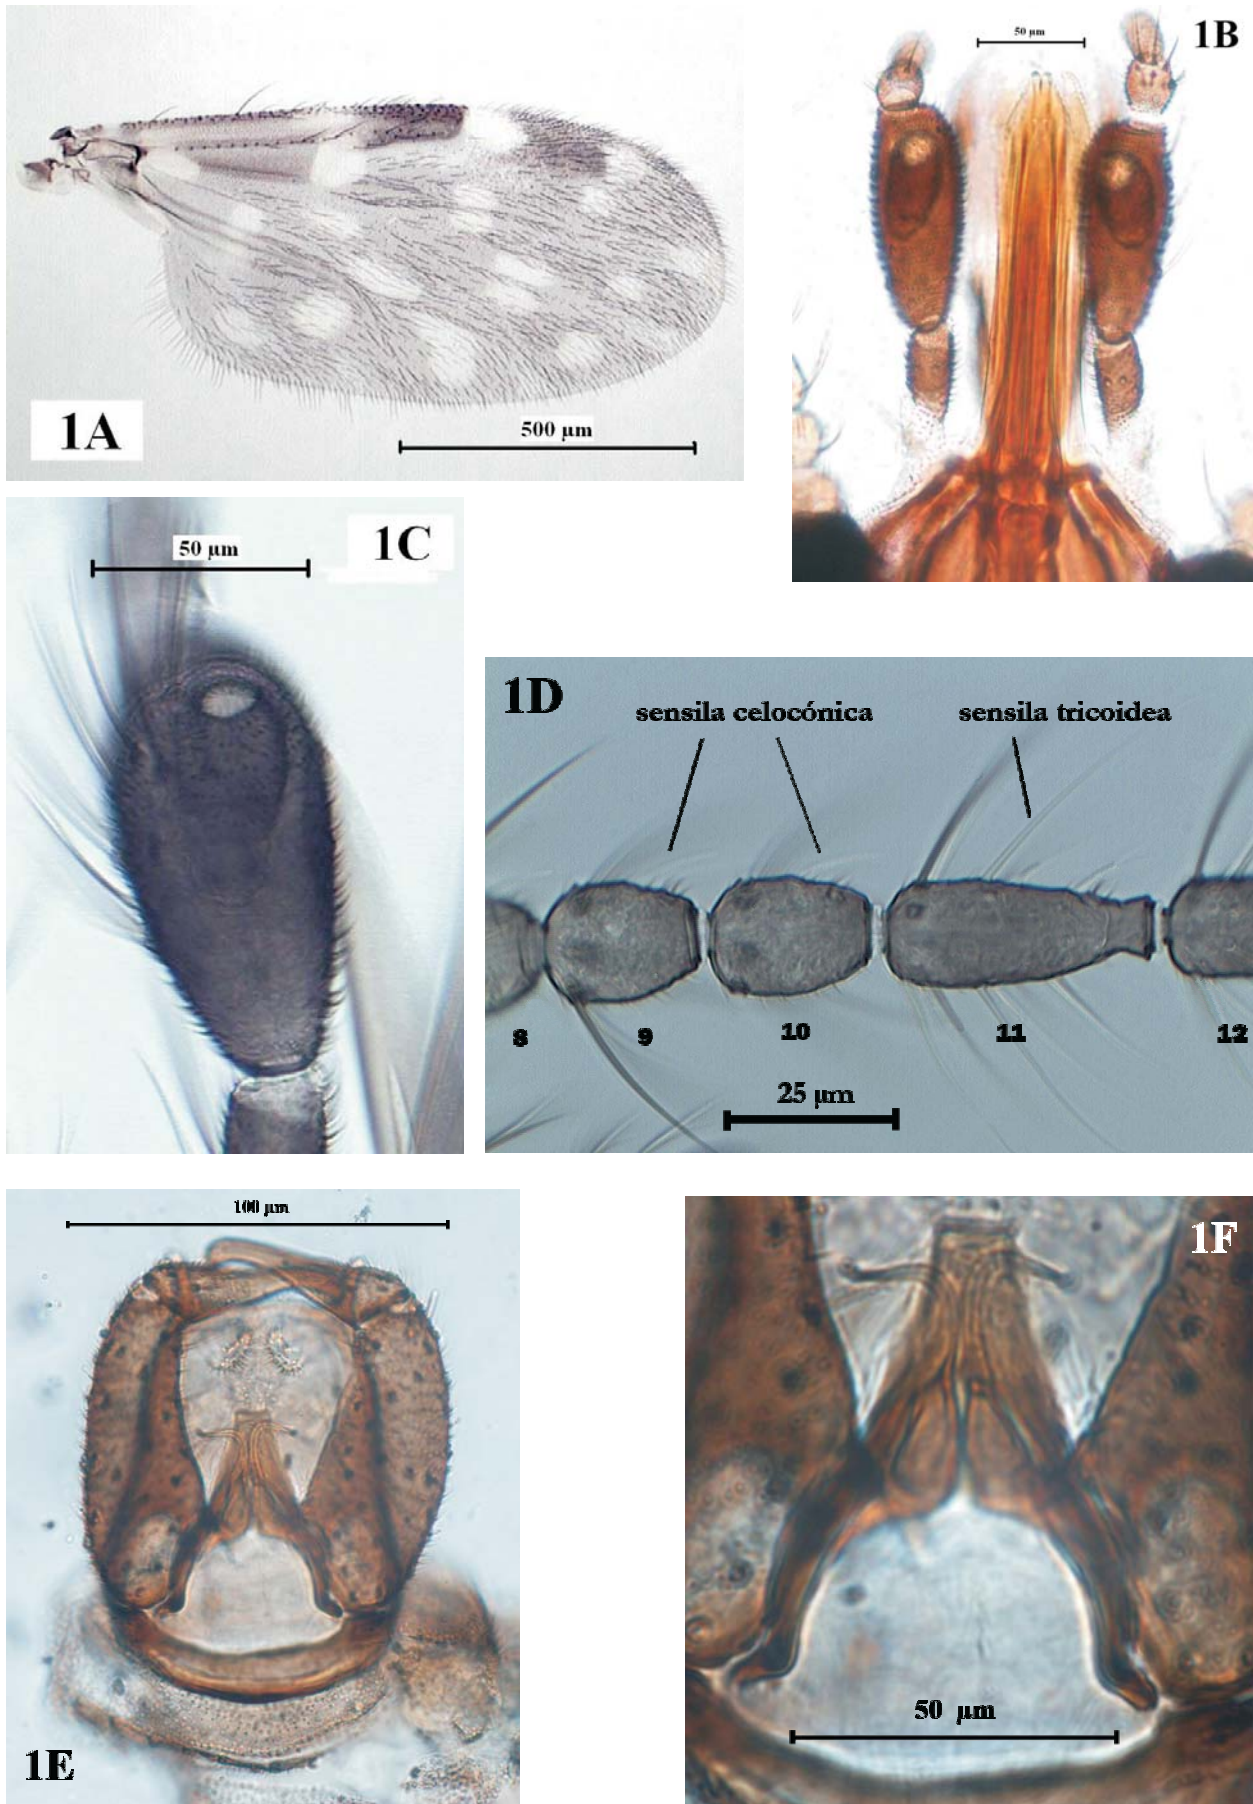 1A
500 µm
50 µm
1B
50 µm
1C
1D
sensila celocónica
sensila tricoidea
8 9 10 11 12
25 µm
100 µm
1E
1F
50 µm